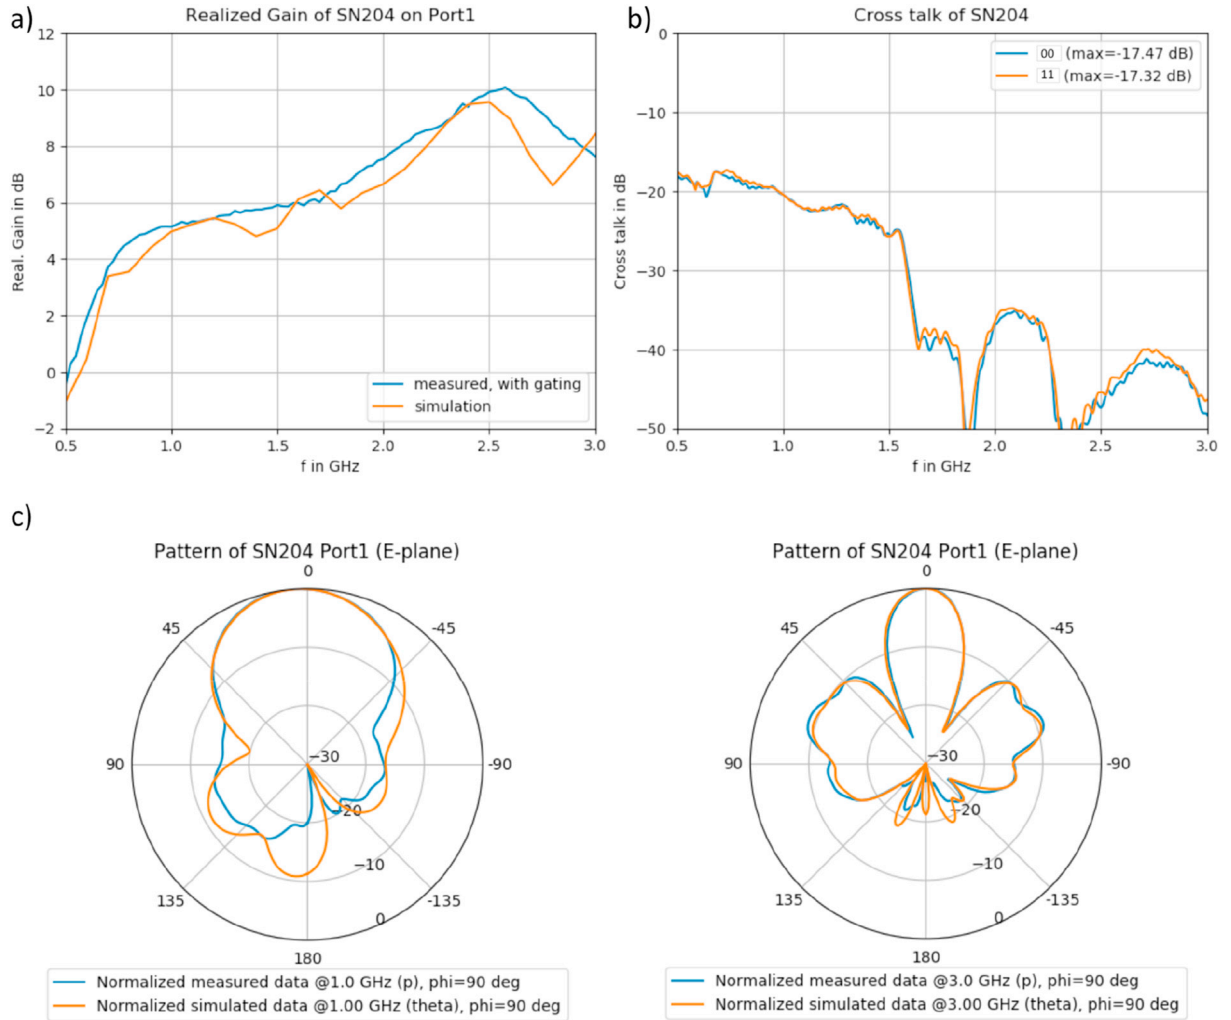 a)
Realized Gain of SN204 on Port1
12
10
8
6
4
2
0
−2
Real. Gain in dB
measured, with gating
simulation
0.5 1.0 1.5 2.0 2.5 3.0
f in GHz
b)
Cross talk of SN204
0
−10
−20
−30
−40
−50
Cross talk in dB
00 (max=-17.47 dB)
11 (max=-17.32 dB)
0.5 1.0 1.5 2.0 2.5 3.0
f in GHz
c)
Pattern of SN204 Port1 (E-plane)
0
45 -45
90 -90
135 -135
180
−30
−20
−10
0
Normalized measured data @1.0 GHz (p), phi=90 deg
Normalized simulated data @1.00 GHz (theta), phi=90 deg
Pattern of SN204 Port1 (E-plane)
0
45 -45
90 -90
135 -135
180
−30
−20
−10
0
Normalized measured data @3.0 GHz (p), phi=90 deg
Normalized simulated data @3.00 GHz (theta), phi=90 deg